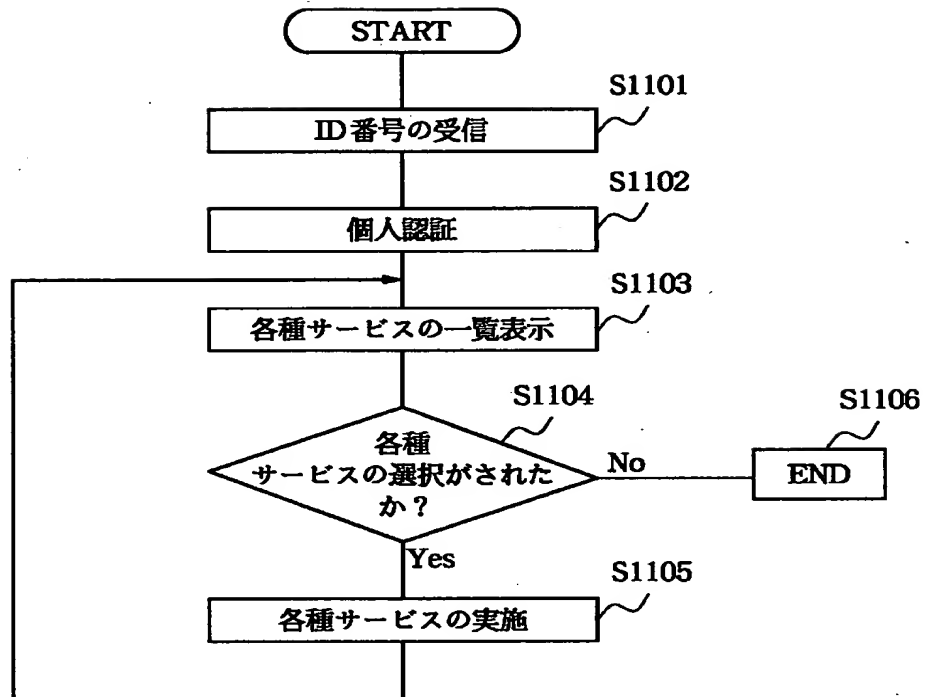 START
S1101
ID番号の受信
S1102
個人認証
S1103
各種サービスの一覧表示
S1104
各種
サービスの選択がされた
か？
No
S1106
END
Yes
S1105
各種サービスの実施